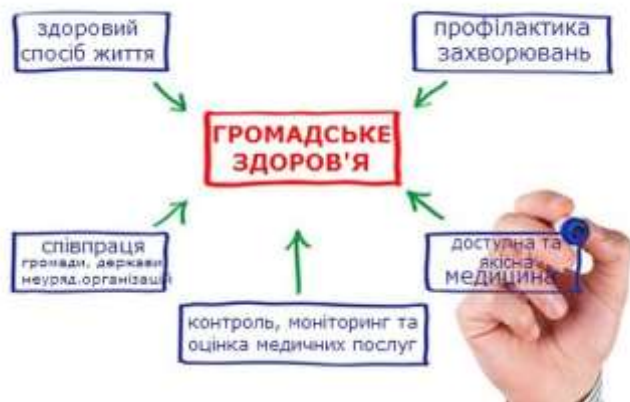 здоровий
спосіб життя
профілактика
захворювань
ГРОМАДСЬКЕ
ЗДОРОВ'Я
співпраця
громади, держави
неуряд.організацій
доступна та
якісна
медицина
контроль, моніторинг та
оцінка медичних послуг